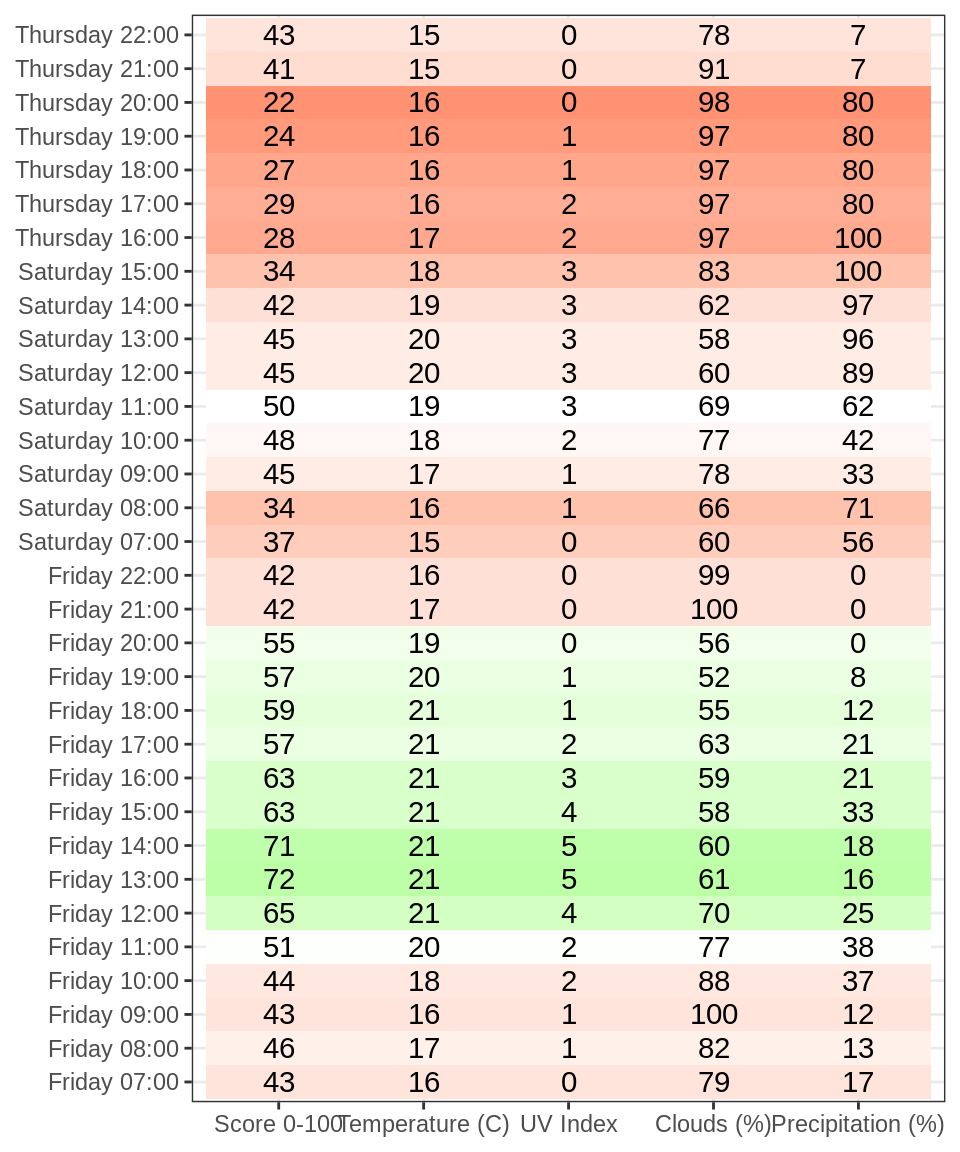 Thursday 22:00 43 15 0 78 7
Thursday 21:00 41 15 0 91 7
Thursday 20:00 22 16 0 98 80
Thursday 19:00 24 16 1 97 80
Thursday 18:00 27 16 1 97 80
Thursday 17:00 29 16 2 97 80
Thursday 16:00 28 17 2 97 100
Saturday 15:00 34 18 3 83 100
Saturday 14:00 42 19 3 62 97
Saturday 13:00 45 20 3 58 96
Saturday 12:00 45 20 3 60 89
Saturday 11:00 50 19 3 69 62
Saturday 10:00 48 18 2 77 42
Saturday 09:00 45 17 1 78 33
Saturday 08:00 34 16 1 66 71
Saturday 07:00 37 15 0 60 56
Friday 22:00 42 16 0 99 0
Friday 21:00 42 17 0 100 0
Friday 20:00 55 19 0 56 0
Friday 19:00 57 20 1 52 8
Friday 18:00 59 21 1 55 12
Friday 17:00 57 21 2 63 21
Friday 16:00 63 21 3 59 21
Friday 15:00 63 21 4 58 33
Friday 14:00 71 21 5 60 18
Friday 13:00 72 21 5 61 16
Friday 12:00 65 21 4 70 25
Friday 11:00 51 20 2 77 38
Friday 10:00 44 18 2 88 37
Friday 09:00 43 16 1 100 12
Friday 08:00 46 17 1 82 13
Friday 07:00 43 16 0 79 17
Score 0-100 Temperature (C) UV Index Clouds (%) Precipitation (%)